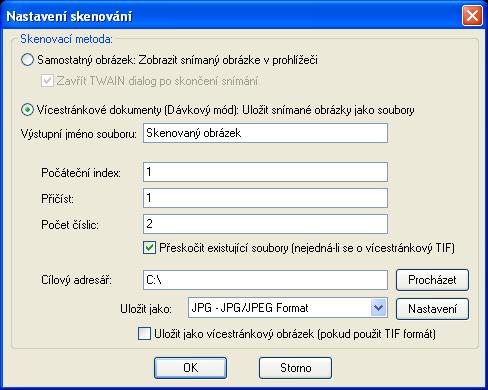 Nastavení skenování
Skenovací metoda:
Samostatný obrázek: Zobrazit snímaný obrázke v prohlížeči
Zavřít TWAIN dialog po skončení snímání
Vícestránkové dokumenty (Dávkový mód): Uložit snímané obrázky jako soubory
Výstupní jméno souboru: Skenovaný obrázek
Počáteční index: 1
Přičíst: 1
Počet číslic: 2
Přeskočit existující soubory (nejedná-li se o vícestránkový TIF)
Cílový adresář: C:\ Procházet
Uložit jako: JPG - JPG/JPEG Format Nastavení
Uložit jako vícestránkový obrázek (pokud použit TIF formát)
OK Storno